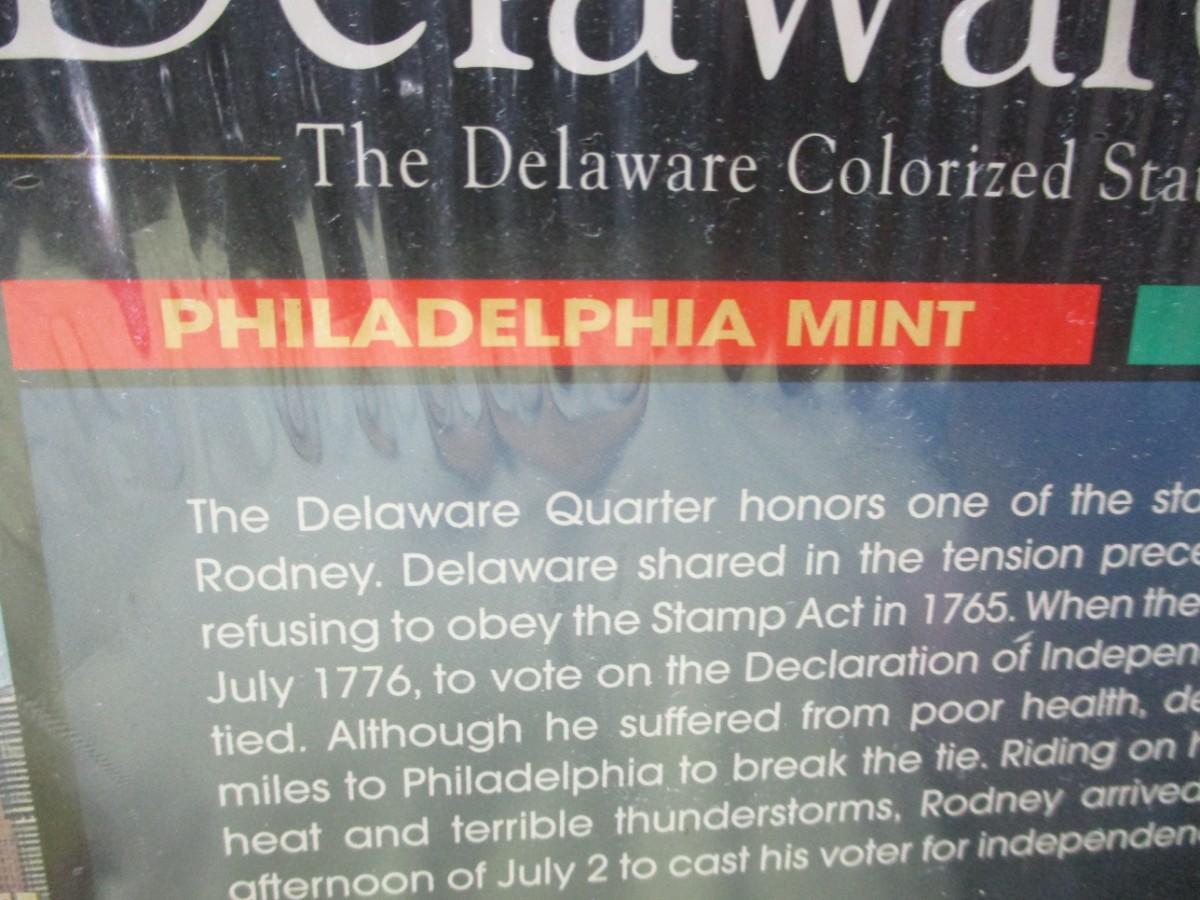 Delawar
The Delaware Colorized Sta
PHILADELPHIA MINT
The Delaware Quarter honors one of the sta
Rodney. Delaware shared in the tension prece
refusing to obey the Stamp Act in 1765. When the
July 1776, to vote on the Declaration of Indepen
tied. Although he suffered from poor health, de
miles to Philadelphia to break the tie. Riding on h
heat and terrible thunderstorms, Rodney arrived
afternoon of July 2 to cast his voter for independen